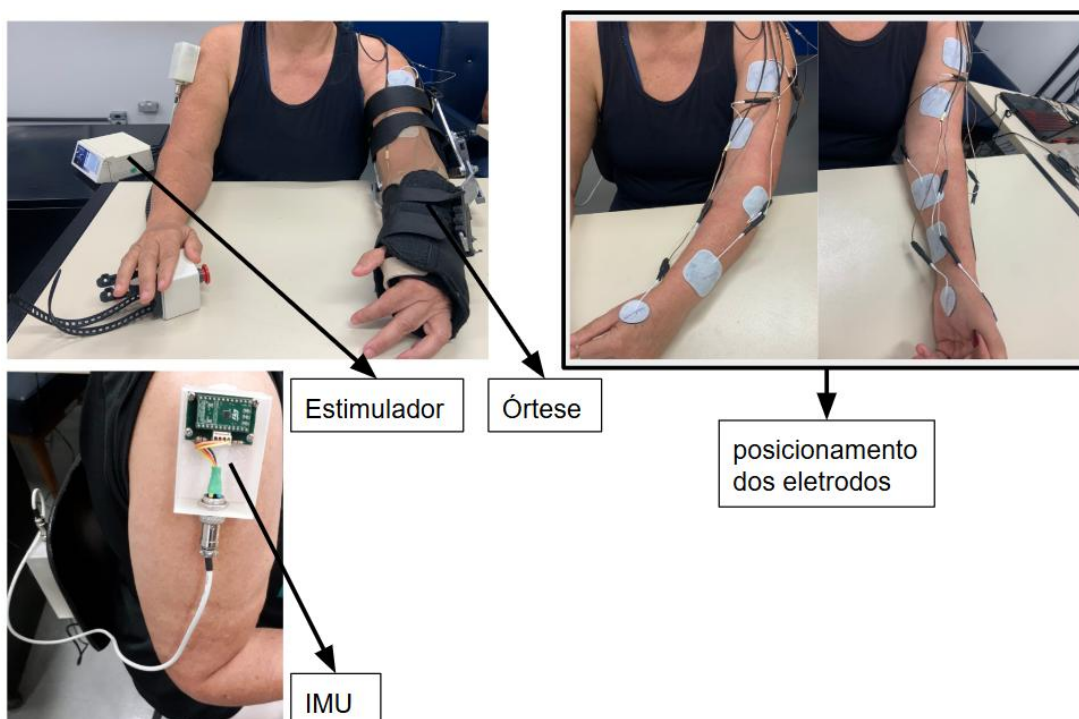 Estimulador
Órtese
posicionamento
dos eletrodos
IMU